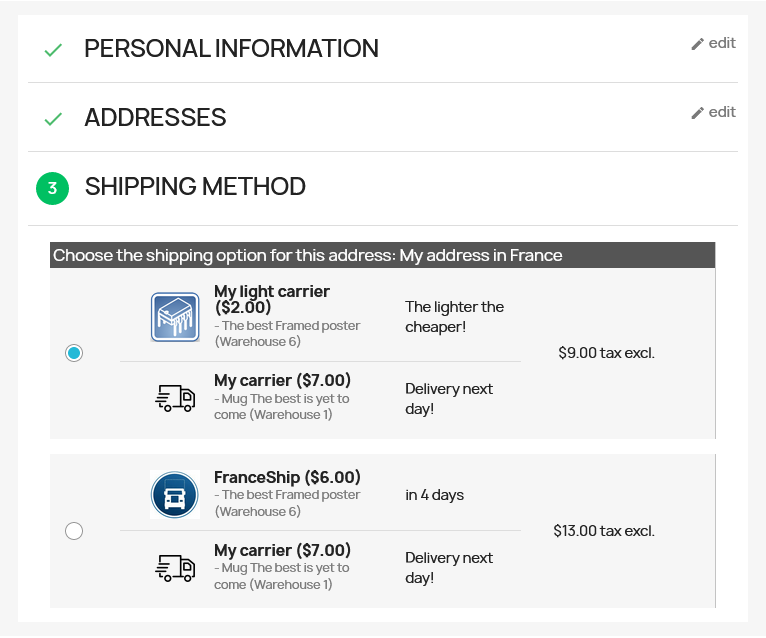 PERSONAL INFORMATION
edit
ADDRESSES
edit
3
SHIPPING METHOD
Choose the shipping option for this address: My address in France
My light carrier
($2.00)
- The best Framed poster
(Warehouse 6)
The lighter the
cheaper!
My carrier ($7.00)
- Mug The best is yet to
come (Warehouse 1)
Delivery next
day!
$9.00 tax excl.
FranceShip ($6.00)
- The best Framed poster
(Warehouse 6)
in 4 days
My carrier ($7.00)
- Mug The best is yet to
come (Warehouse 1)
Delivery next
day!
$13.00 tax excl.